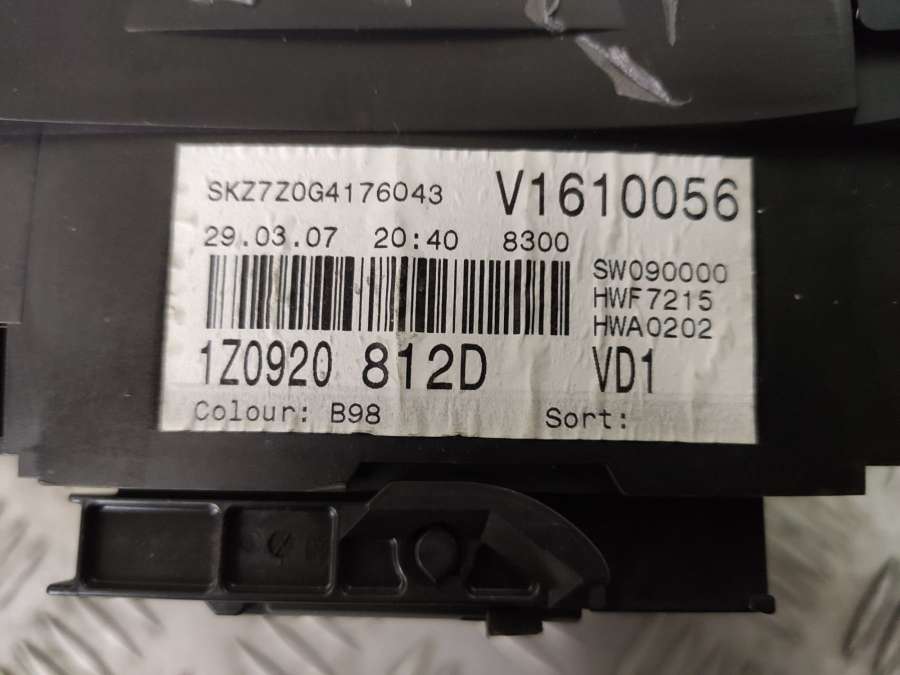 SKZ7Z0G4176043 V1610056
29.03.07 20:40 8300
SW090000
HWF7215
HWA0202
1Z0920 812D VD1
Colour: B98 Sort: